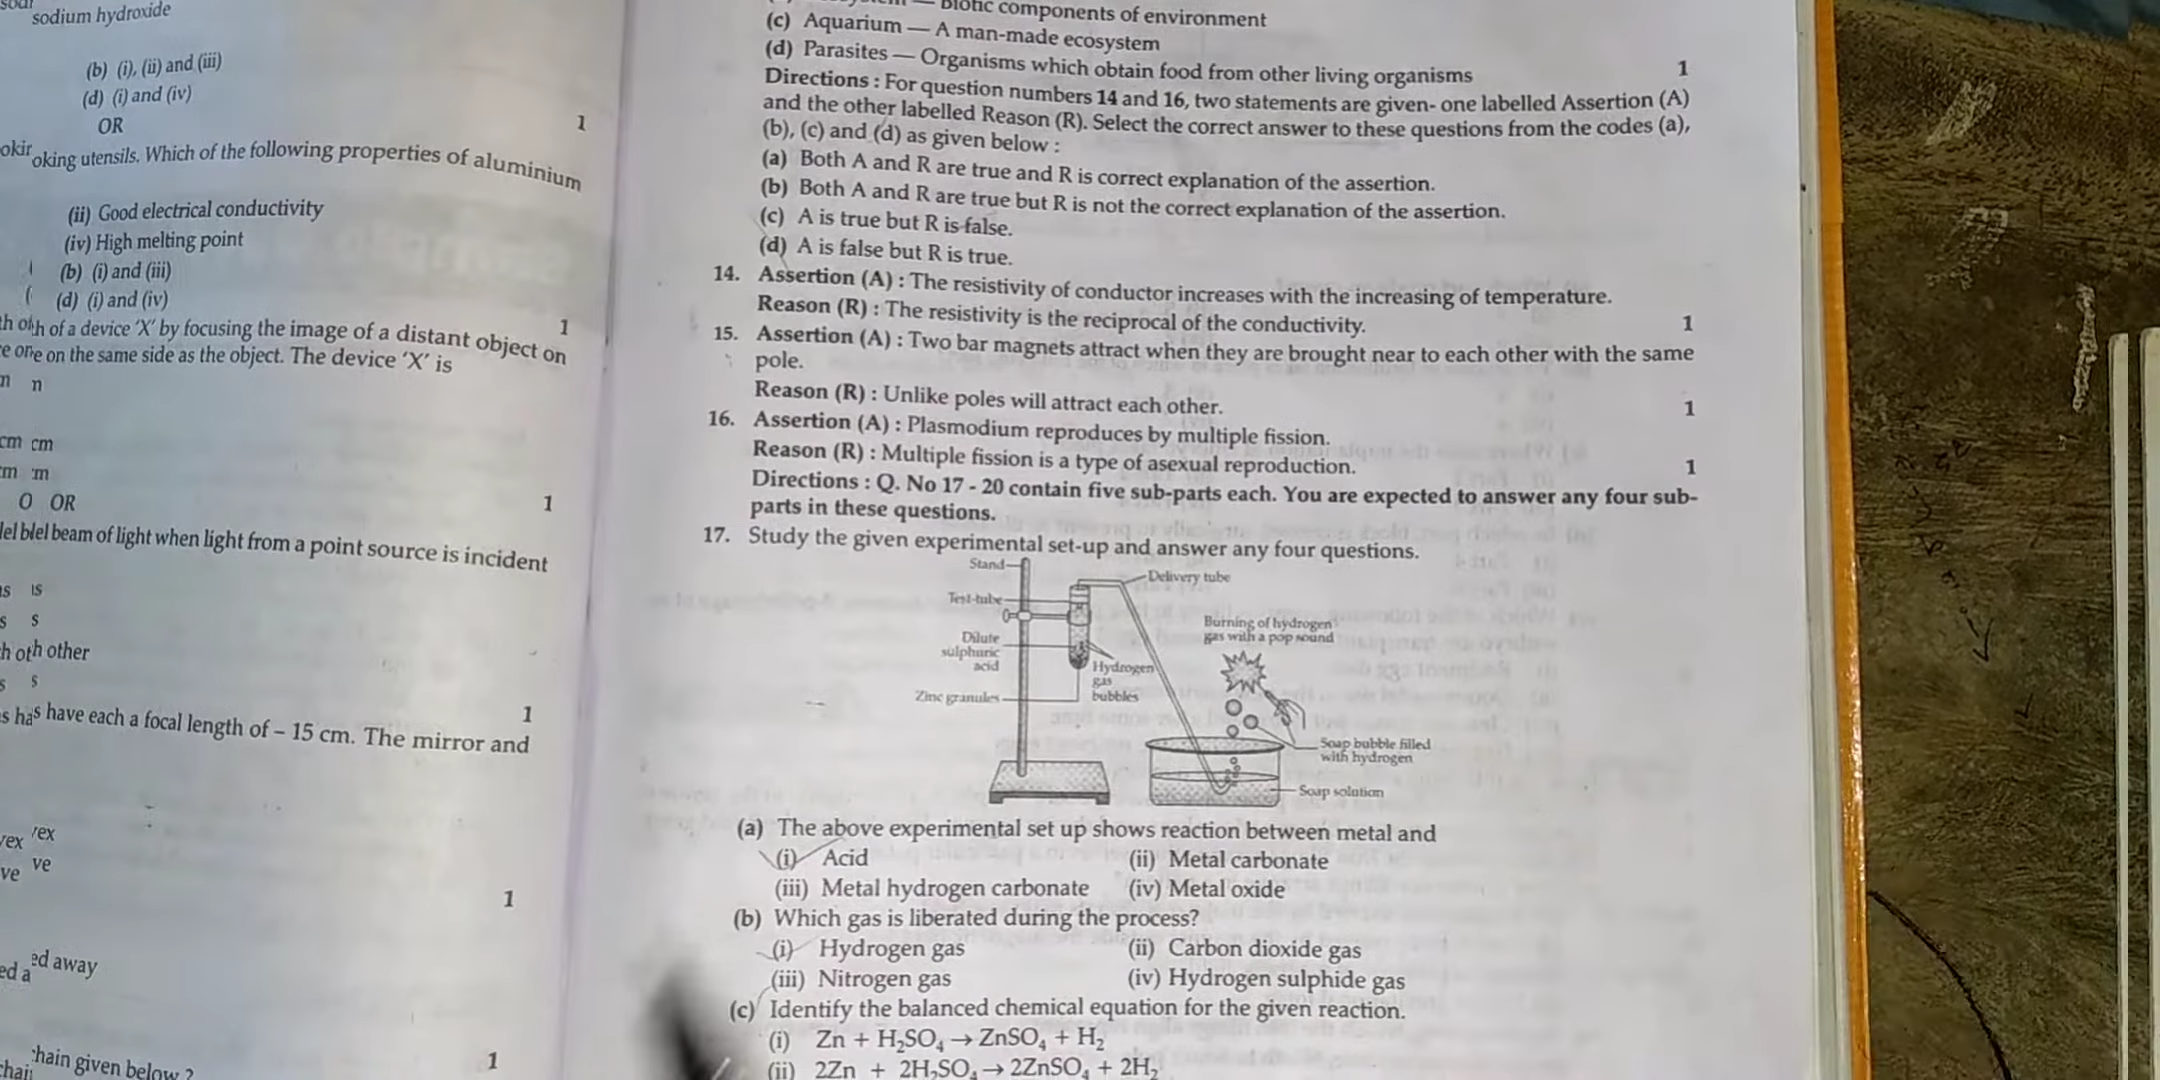 sodium hydroxide
(b) (i), (ii) and (iii)
(d) (i) and (iv)
OR
1
oking utensils. Which of the following properties of aluminium
(ii) Good electrical conductivity
(iv) High melting point
(b) (i) and (iii)
(d) (i) and (iv)
1
h of a device 'X' by focusing the image of a distant object on
e on the same side as the object. The device 'X' is
n
cm
m
OR
1
lel beam of light when light from a point source is incident
is
s
h other
s
1
s have each a focal length of – 15 cm. The mirror and
vex
ve
1
ed away
chain given below ?
1
Biotic components of environment
(c) Aquarium — A man-made ecosystem
(d) Parasites — Organisms which obtain food from other living organisms 1
Directions : For question numbers 14 and 16, two statements are given- one labelled Assertion (A)
and the other labelled Reason (R). Select the correct answer to these questions from the codes (a),
(b), (c) and (d) as given below :
(a) Both A and R are true and R is correct explanation of the assertion.
(b) Both A and R are true but R is not the correct explanation of the assertion.
(c) A is true but R is false.
(d) A is false but R is true.
14. Assertion (A) : The resistivity of conductor increases with the increasing of temperature.
Reason (R) : The resistivity is the reciprocal of the conductivity. 1
15. Assertion (A) : Two bar magnets attract when they are brought near to each other with the same
pole.
Reason (R) : Unlike poles will attract each other. 1
16. Assertion (A) : Plasmodium reproduces by multiple fission.
Reason (R) : Multiple fission is a type of asexual reproduction. 1
Directions : Q. No 17 - 20 contain five sub-parts each. You are expected to answer any four sub-
parts in these questions.
17. Study the given experimental set-up and answer any four questions.
Stand
Delivery tube
Test-tube
Burning of hydrogen
gas with a pop sound
Dilute
sulphuric
acid
Hydrogen
gas
bubbles
Zinc granules
Soap bubble filled
with hydrogen
Soap solution
(a) The above experimental set up shows reaction between metal and
(i) Acid (ii) Metal carbonate
(iii) Metal hydrogen carbonate (iv) Metal oxide
(b) Which gas is liberated during the process?
(i) Hydrogen gas (ii) Carbon dioxide gas
(iii) Nitrogen gas (iv) Hydrogen sulphide gas
(c) Identify the balanced chemical equation for the given reaction.
(i) Zn + H₂SO₄ → ZnSO₄ + H₂
(ii) 2Zn + 2H₂SO₄ → 2ZnSO₄ + 2H₂